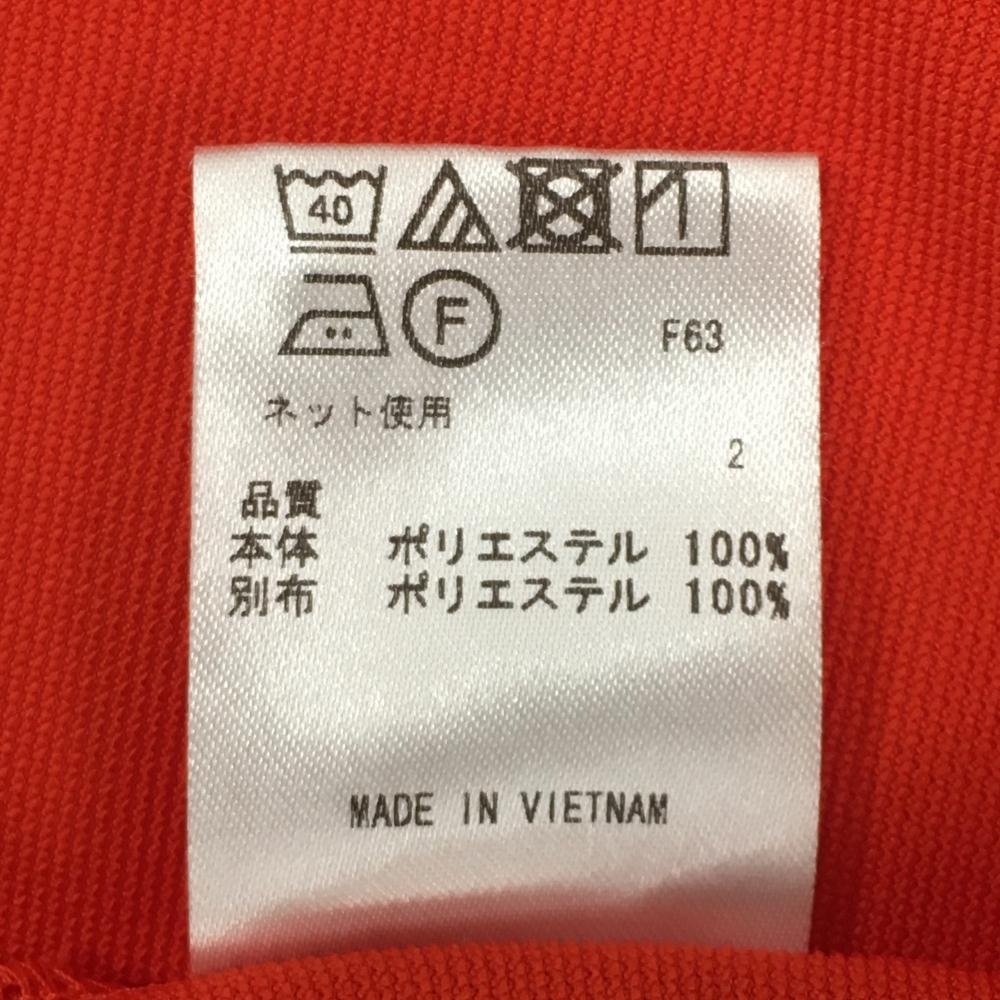 40
F
F63
ネット使用
2
品質
本体 ポリエステル 100%
別布 ポリエステル 100%
MADE IN VIETNAM